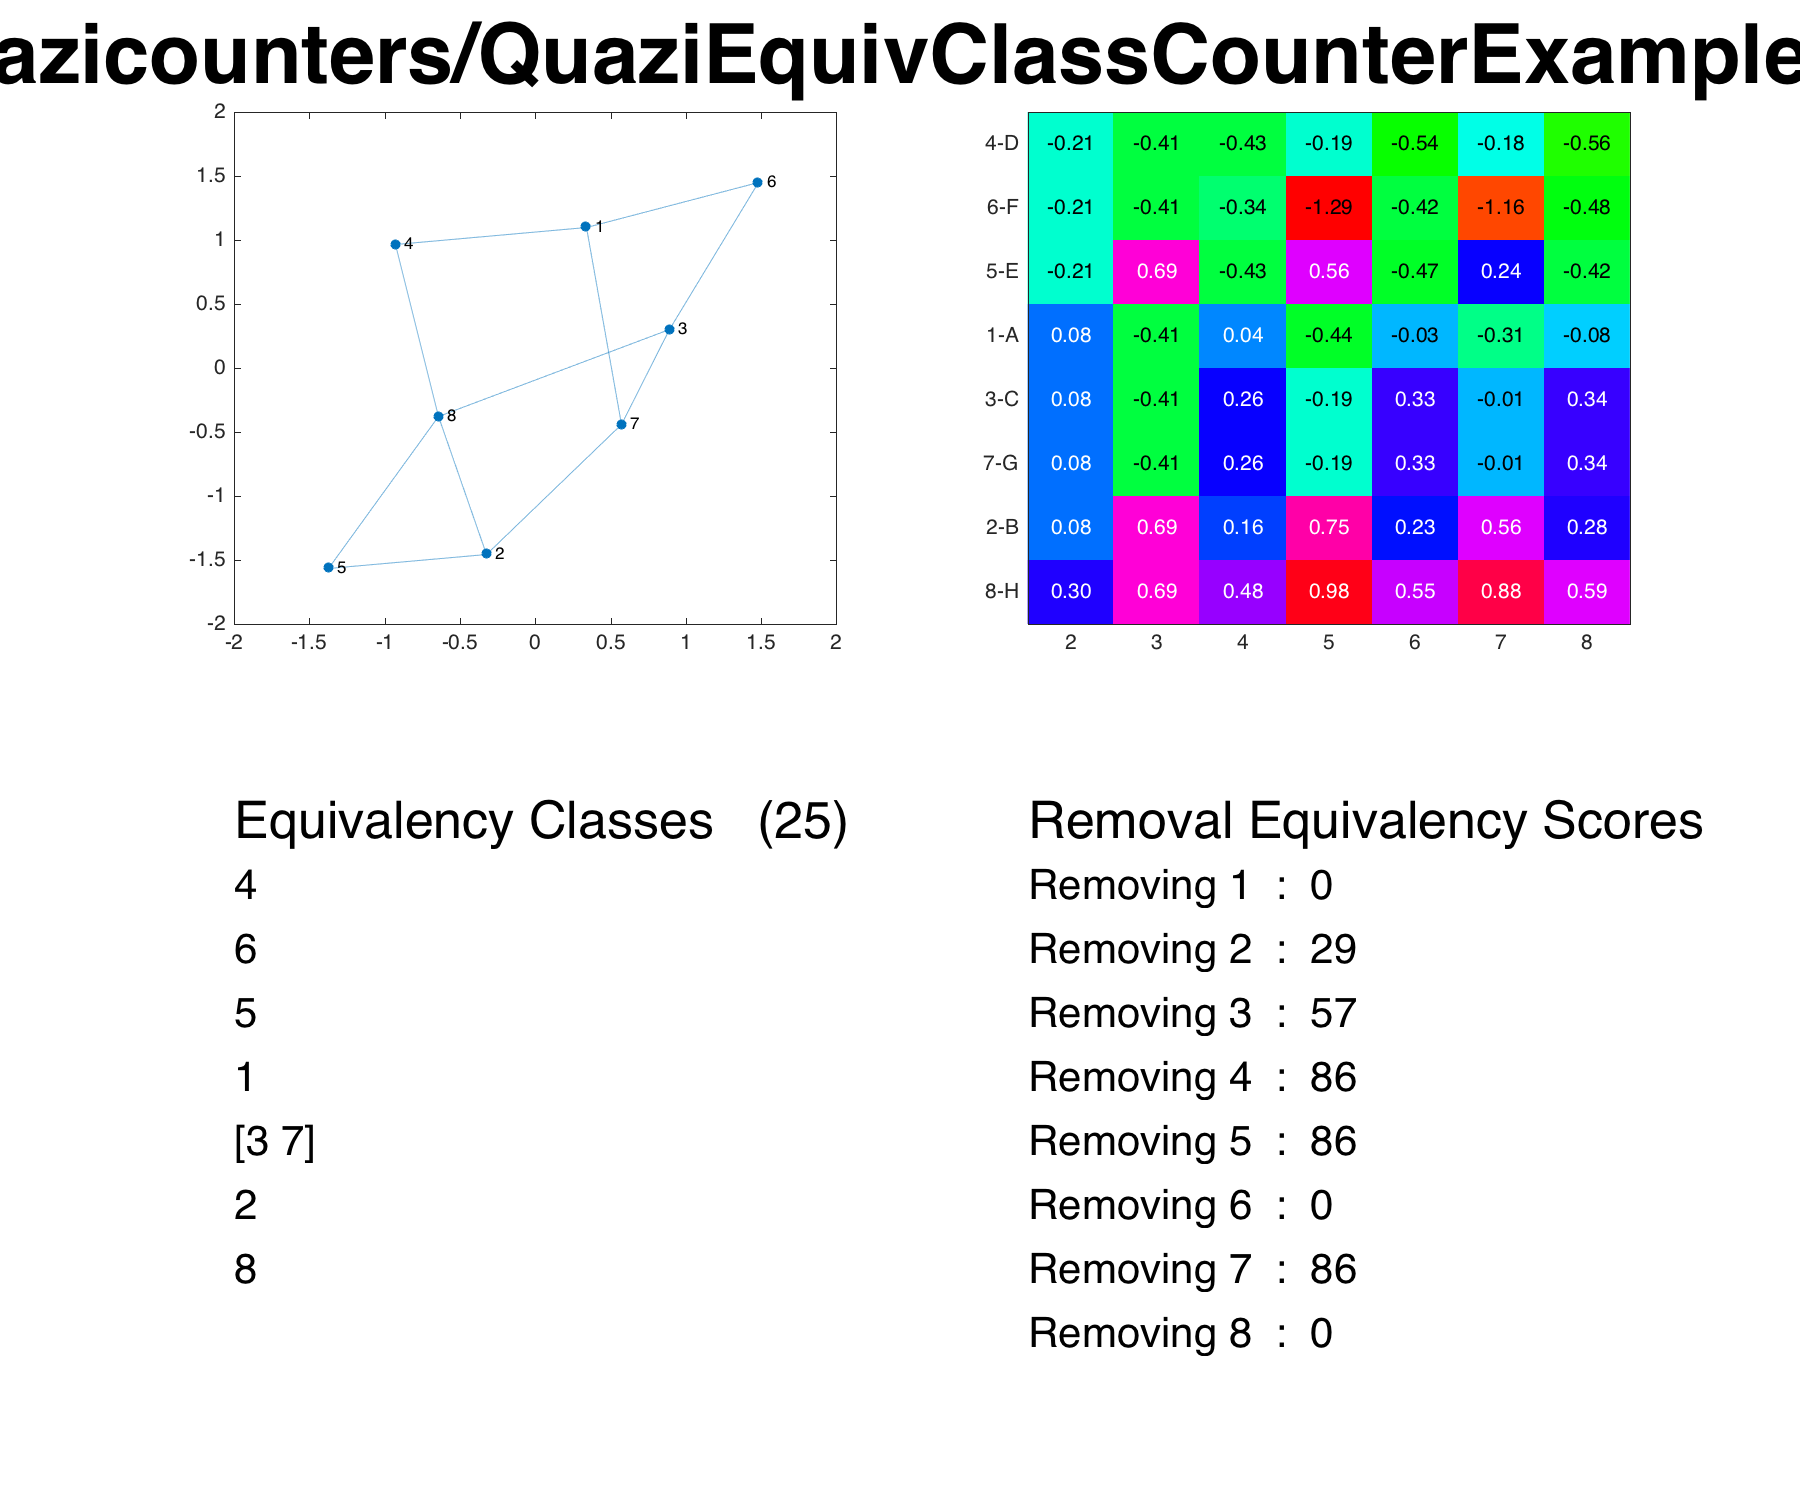 azicounters/QuaziEquivClassCounterExample
2
1.5
1
0.5
0
-0.5
-1
-1.5
-2
-2 -1.5 -1 -0.5 0 0.5 1 1.5 2
6
1
4
3
8
7
2
5
4-D -0.21 -0.41 -0.43 -0.19 -0.54 -0.18 -0.56
6-F -0.21 -0.41 -0.34 -1.29 -0.42 -1.16 -0.48
5-E -0.21 0.69 -0.43 0.56 -0.47 0.24 -0.42
1-A 0.08 -0.41 0.04 -0.44 -0.03 -0.31 -0.08
3-C 0.08 -0.41 0.26 -0.19 0.33 -0.01 0.34
7-G 0.08 -0.41 0.26 -0.19 0.33 -0.01 0.34
2-B 0.08 0.69 0.16 0.75 0.23 0.56 0.28
8-H 0.30 0.69 0.48 0.98 0.55 0.88 0.59
2 3 4 5 6 7 8
Equivalency Classes (25)
4
6
5
1
[3 7]
2
8
Removal Equivalency Scores
Removing 1 : 0
Removing 2 : 29
Removing 3 : 57
Removing 4 : 86
Removing 5 : 86
Removing 6 : 0
Removing 7 : 86
Removing 8 : 0